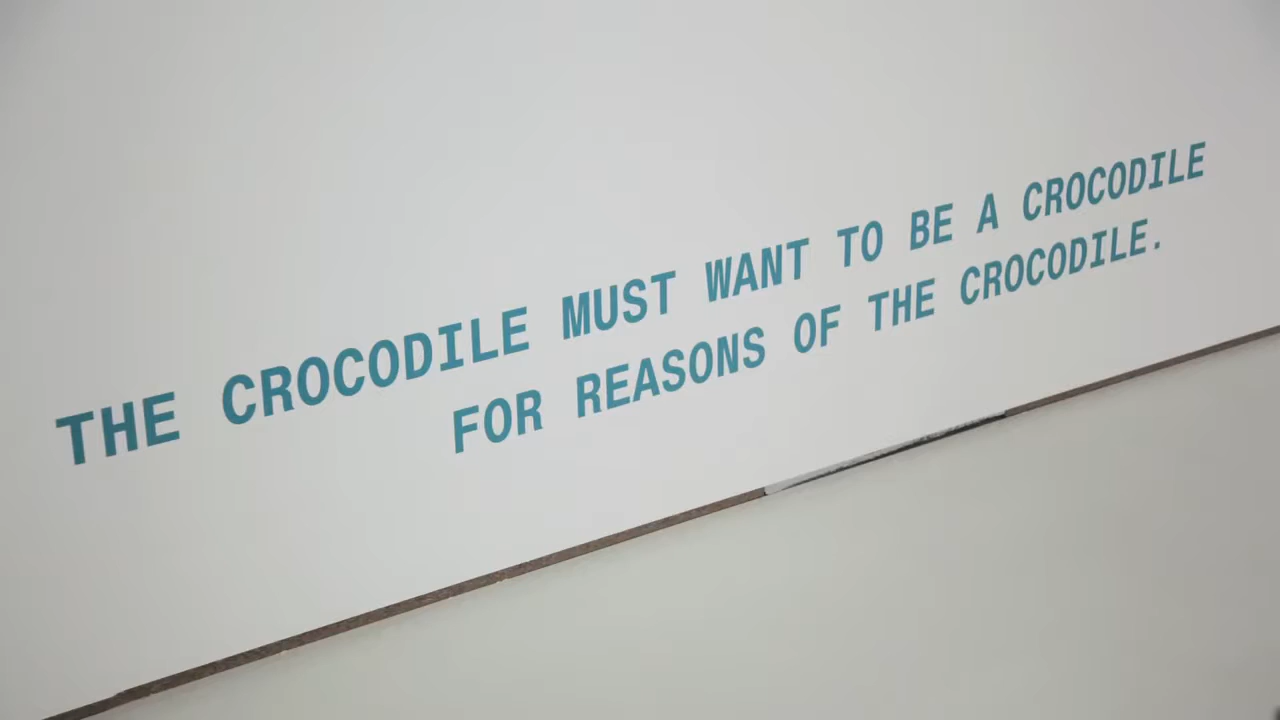 THE CROCODILE MUST WANT TO BE A CROCODILE
FOR REASONS OF THE CROCODILE.